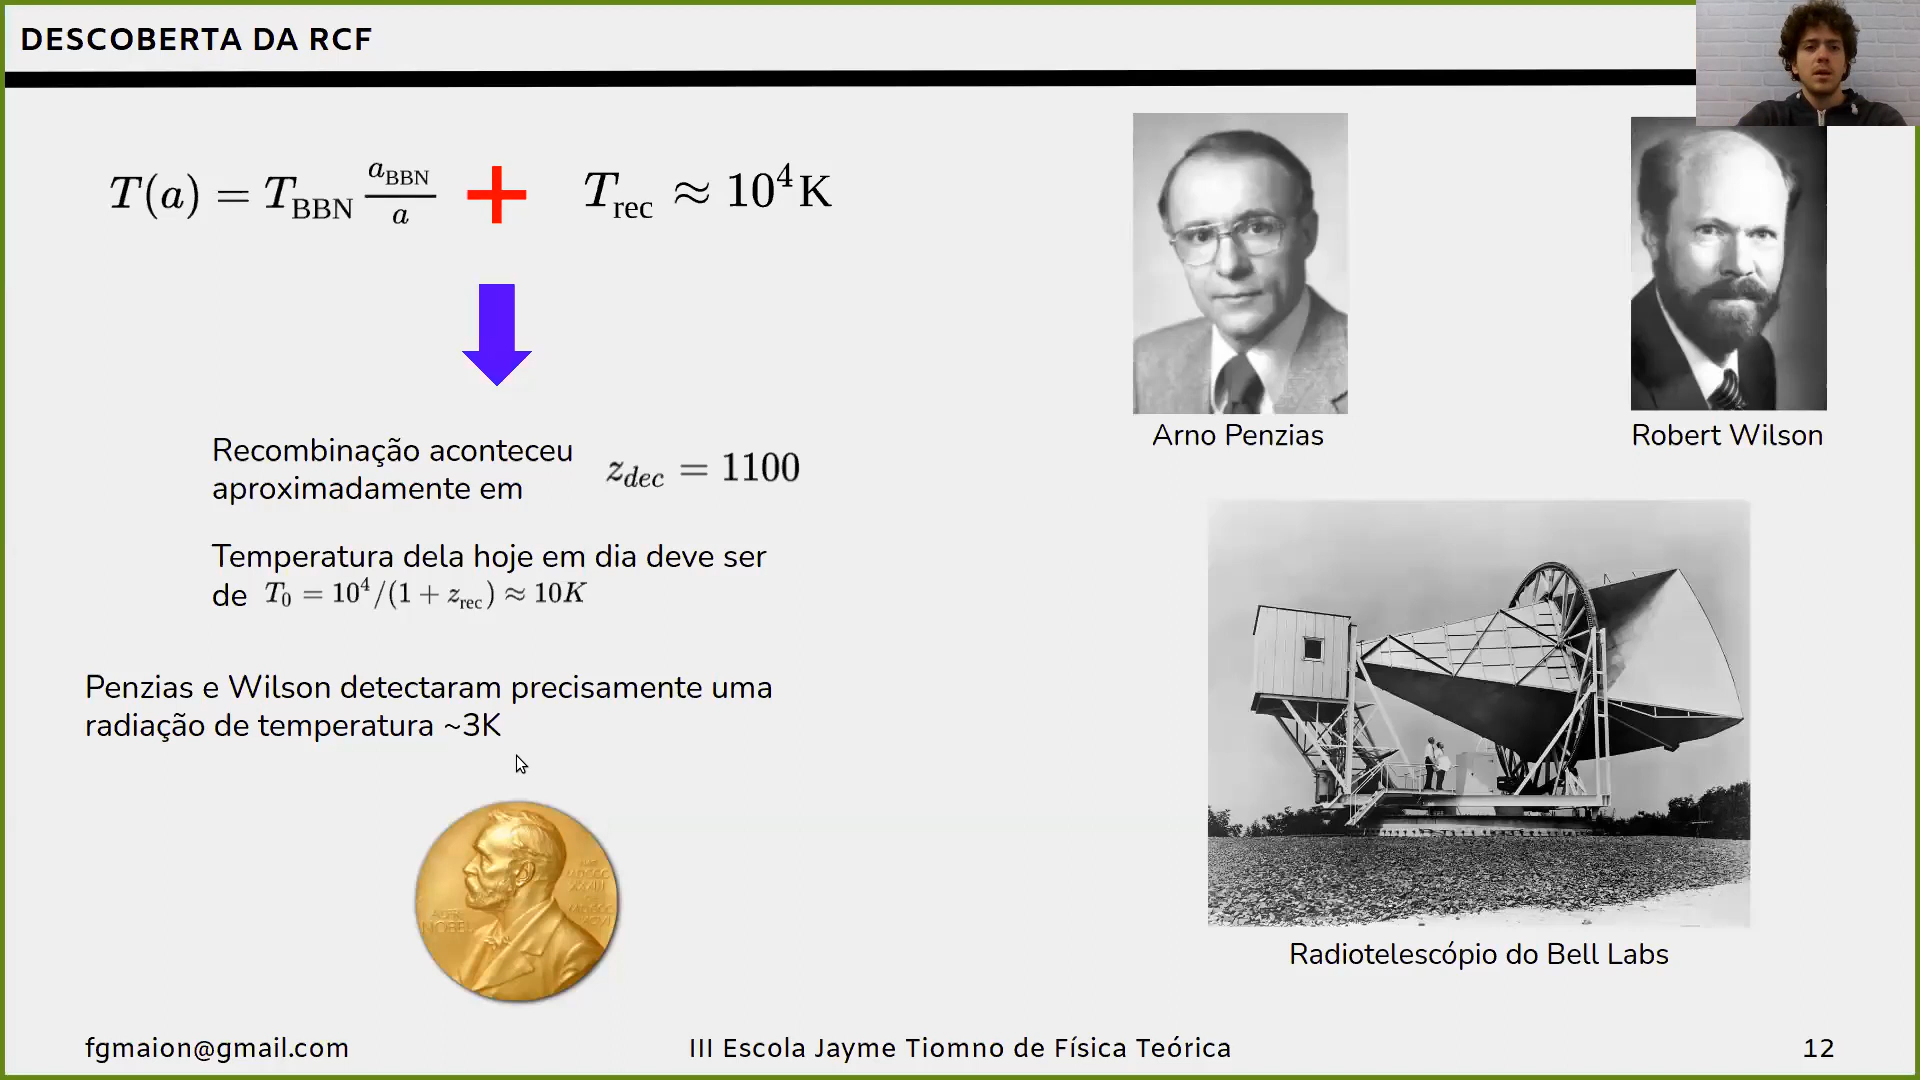 DESCOBERTA DA RCF
T(a) = T_BBN a_BBN/a + T_rec ≈ 10^4 K
Recombinação aconteceu
aproximadamente em z_dec = 1100
Temperatura dela hoje em dia deve ser
de T_0 = 10^4/(1 + z_rec) ≈ 10K
Penzias e Wilson detectaram precisamente uma
radiação de temperatura ~3K
Arno Penzias
Robert Wilson
Radiotelescópio do Bell Labs
fgmaion@gmail.com
III Escola Jayme Tiomno de Física Teórica
12